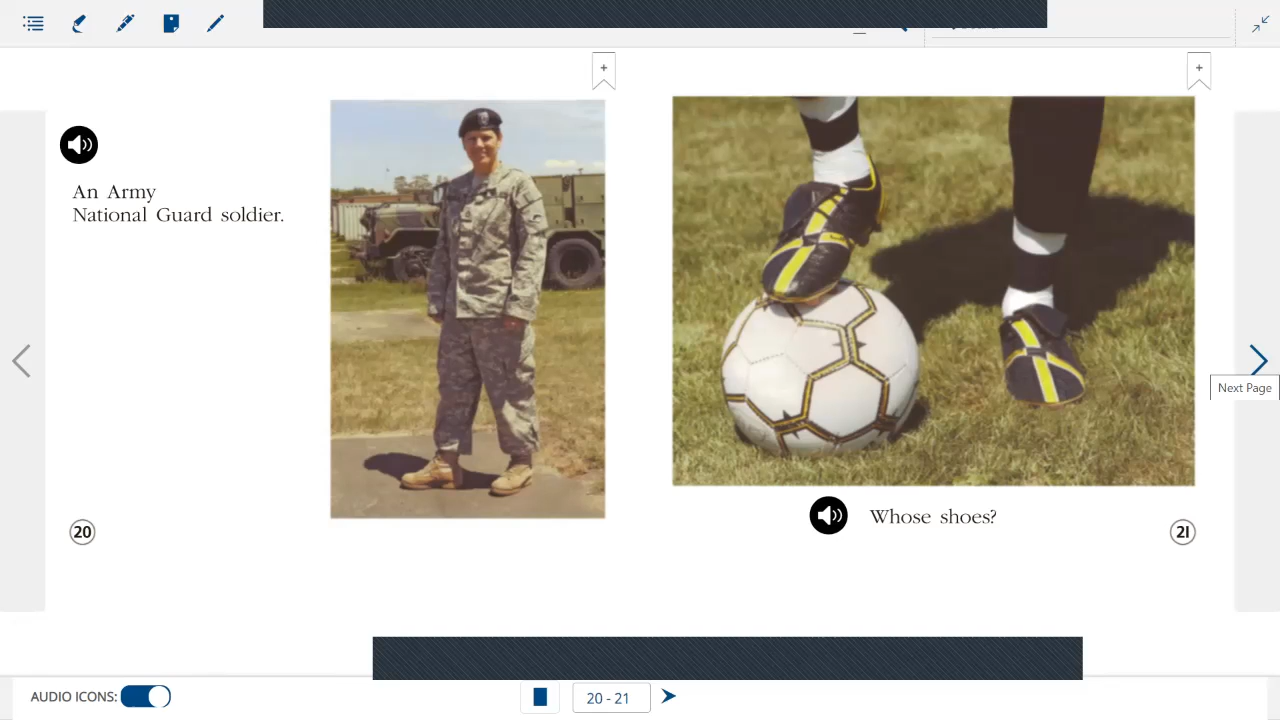 An Army
National Guard soldier.
20
Whose shoes?
21
Next Page
AUDIO ICONS:
20 - 21